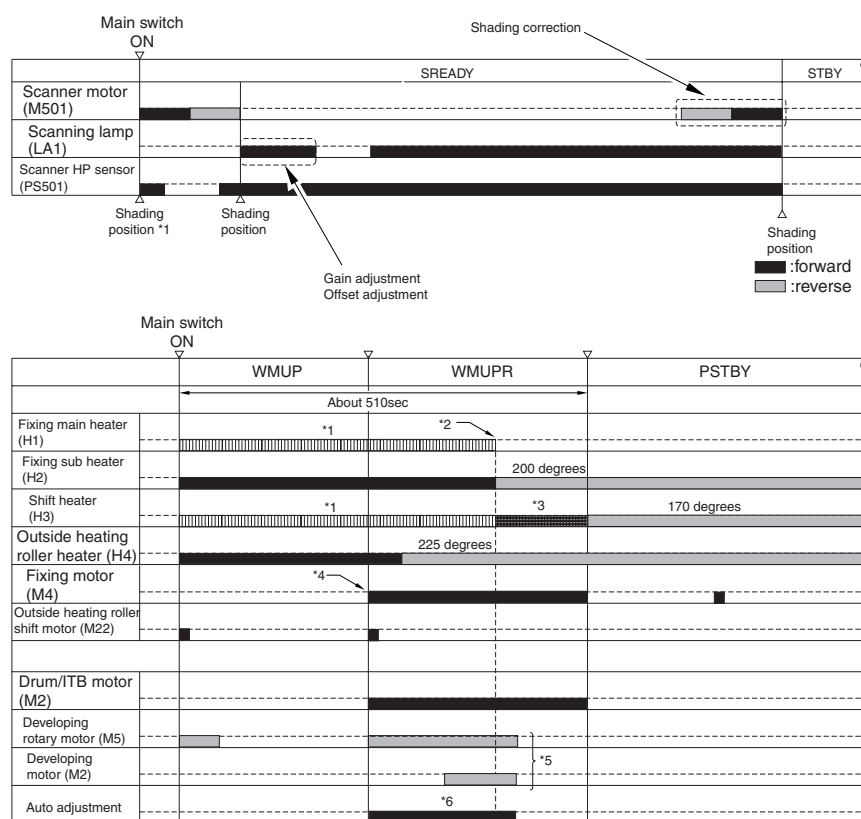 Main switch
ON
Shading correction
SREADY
STBY
Scanner motor
(M501)
Scanning lamp
(LA1)
Scanner HP sensor
(PS501)
Shading
position *1
Shading
position
Shading
position
Gain adjustment
Offset adjustment
:forward
:reverse
Main switch
ON
WMUP
WMUPR
PSTBY
About 510sec
Fixing main heater
(H1)
*1
*2
Fixing sub heater
(H2)
200 degrees
Shift heater
(H3)
*1
*3
170 degrees
Outside heating
roller heater (H4)
225 degrees
Fixing motor
(M4)
*4
Outside heating roller
shift motor (M22)
Drum/ITB motor
(M2)
Developing
rotary motor (M5)
*5
Developing
motor (M2)
Auto adjustment
*6